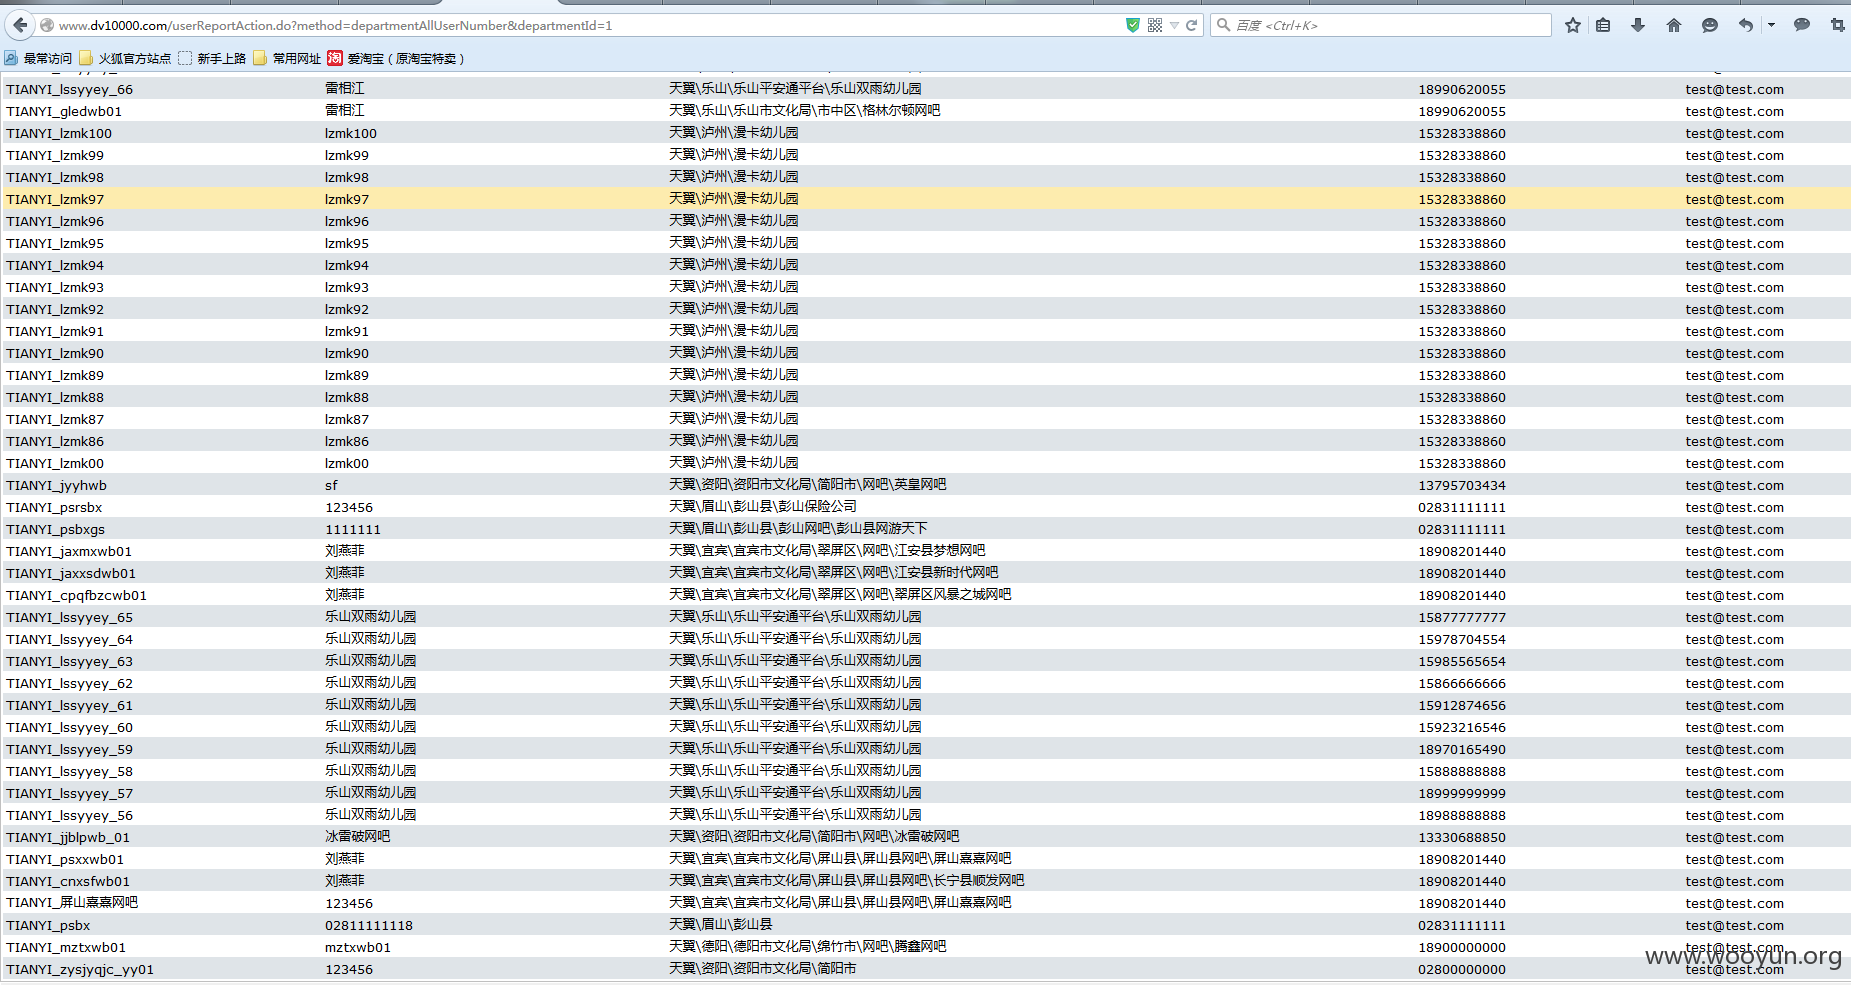 www.dv10000.com/userReportAction.do?method=departmentAllUserNumber&departmentId=1 百度 <Ctrl+K>
最常访问 火狐官方站点 新手上路 常用网址 爱淘宝（原淘宝特卖）
TIANYI_lssyyey_66 雷相江 天翼\乐山\乐山平安通平台\乐山双雨幼儿园 18990620055 test@test.com
TIANYI_gledwb01 雷相江 天翼\乐山\乐山市文化局\市中区\格林尔顿网吧 18990620055 test@test.com
TIANYI_lzmk100 lzmk100 天翼\泸州\漫卡幼儿园 15328338860 test@test.com
TIANYI_lzmk99 lzmk99 天翼\泸州\漫卡幼儿园 15328338860 test@test.com
TIANYI_lzmk98 lzmk98 天翼\泸州\漫卡幼儿园 15328338860 test@test.com
TIANYI_lzmk97 lzmk97 天翼\泸州\漫卡幼儿园 15328338860 test@test.com
TIANYI_lzmk96 lzmk96 天翼\泸州\漫卡幼儿园 15328338860 test@test.com
TIANYI_lzmk95 lzmk95 天翼\泸州\漫卡幼儿园 15328338860 test@test.com
TIANYI_lzmk94 lzmk94 天翼\泸州\漫卡幼儿园 15328338860 test@test.com
TIANYI_lzmk93 lzmk93 天翼\泸州\漫卡幼儿园 15328338860 test@test.com
TIANYI_lzmk92 lzmk92 天翼\泸州\漫卡幼儿园 15328338860 test@test.com
TIANYI_lzmk91 lzmk91 天翼\泸州\漫卡幼儿园 15328338860 test@test.com
TIANYI_lzmk90 lzmk90 天翼\泸州\漫卡幼儿园 15328338860 test@test.com
TIANYI_lzmk89 lzmk89 天翼\泸州\漫卡幼儿园 15328338860 test@test.com
TIANYI_lzmk88 lzmk88 天翼\泸州\漫卡幼儿园 15328338860 test@test.com
TIANYI_lzmk87 lzmk87 天翼\泸州\漫卡幼儿园 15328338860 test@test.com
TIANYI_lzmk86 lzmk86 天翼\泸州\漫卡幼儿园 15328338860 test@test.com
TIANYI_lzmk00 lzmk00 天翼\泸州\漫卡幼儿园 15328338860 test@test.com
TIANYI_jyyhwb sf 天翼\资阳\资阳市文化局\简阳市\网吧\英皇网吧 13795703434 test@test.com
TIANYI_psrsbx 123456 天翼\眉山\彭山县\彭山保险公司 02831111111 test@test.com
TIANYI_psbxgs 1111111 天翼\眉山\彭山县\彭山网吧\彭山县网游天下 02831111111 test@test.com
TIANYI_jaxmxwb01 刘燕菲 天翼\宜宾\宜宾市文化局\翠屏区\网吧\江安县梦想网吧 18908201440 test@test.com
TIANYI_jaxxsdwb01 刘燕菲 天翼\宜宾\宜宾市文化局\翠屏区\网吧\江安县新时代网吧 18908201440 test@test.com
TIANYI_cpqfbzcwb01 刘燕菲 天翼\宜宾\宜宾市文化局\翠屏区\网吧\翠屏区风暴之城网吧 18908201440 test@test.com
TIANYI_lssyyey_65 乐山双雨幼儿园 天翼\乐山\乐山平安通平台\乐山双雨幼儿园 15877777777 test@test.com
TIANYI_lssyyey_64 乐山双雨幼儿园 天翼\乐山\乐山平安通平台\乐山双雨幼儿园 15978704554 test@test.com
TIANYI_lssyyey_63 乐山双雨幼儿园 天翼\乐山\乐山平安通平台\乐山双雨幼儿园 15985565654 test@test.com
TIANYI_lssyyey_62 乐山双雨幼儿园 天翼\乐山\乐山平安通平台\乐山双雨幼儿园 15866666666 test@test.com
TIANYI_lssyyey_61 乐山双雨幼儿园 天翼\乐山\乐山平安通平台\乐山双雨幼儿园 15912874656 test@test.com
TIANYI_lssyyey_60 乐山双雨幼儿园 天翼\乐山\乐山平安通平台\乐山双雨幼儿园 15923216546 test@test.com
TIANYI_lssyyey_59 乐山双雨幼儿园 天翼\乐山\乐山平安通平台\乐山双雨幼儿园 18970165490 test@test.com
TIANYI_lssyyey_58 乐山双雨幼儿园 天翼\乐山\乐山平安通平台\乐山双雨幼儿园 15888888888 test@test.com
TIANYI_lssyyey_57 乐山双雨幼儿园 天翼\乐山\乐山平安通平台\乐山双雨幼儿园 18999999999 test@test.com
TIANYI_lssyyey_56 乐山双雨幼儿园 天翼\乐山\乐山平安通平台\乐山双雨幼儿园 18988888888 test@test.com
TIANYI_jjblpwb_01 冰雷破网吧 天翼\资阳\资阳市文化局\简阳市\网吧\冰雷破网吧 13330688850 test@test.com
TIANYI_psxxwb01 刘燕菲 天翼\宜宾\宜宾市文化局\屏山县\屏山县网吧\屏山熹熹网吧 18908201440 test@test.com
TIANYI_cnxsfwb01 刘燕菲 天翼\宜宾\宜宾市文化局\屏山县\屏山县网吧\长宁县顺发网吧 18908201440 test@test.com
TIANYI_屏山熹熹网吧 123456 天翼\宜宾\宜宾市文化局\屏山县\屏山县网吧\屏山熹熹网吧 18908201440 test@test.com
TIANYI_psbx 02811111118 天翼\眉山\彭山县 02831111111 test@test.com
TIANYI_mztxwb01 mztxwb01 天翼\德阳\德阳市文化局\绵竹市\网吧\腾鑫网吧 18900000000 test@test.com
TIANYI_zysjyqjc_yy01 123456 天翼\资阳\资阳市文化局\简阳市 02800000000 test@test.com
www.wooyun.org